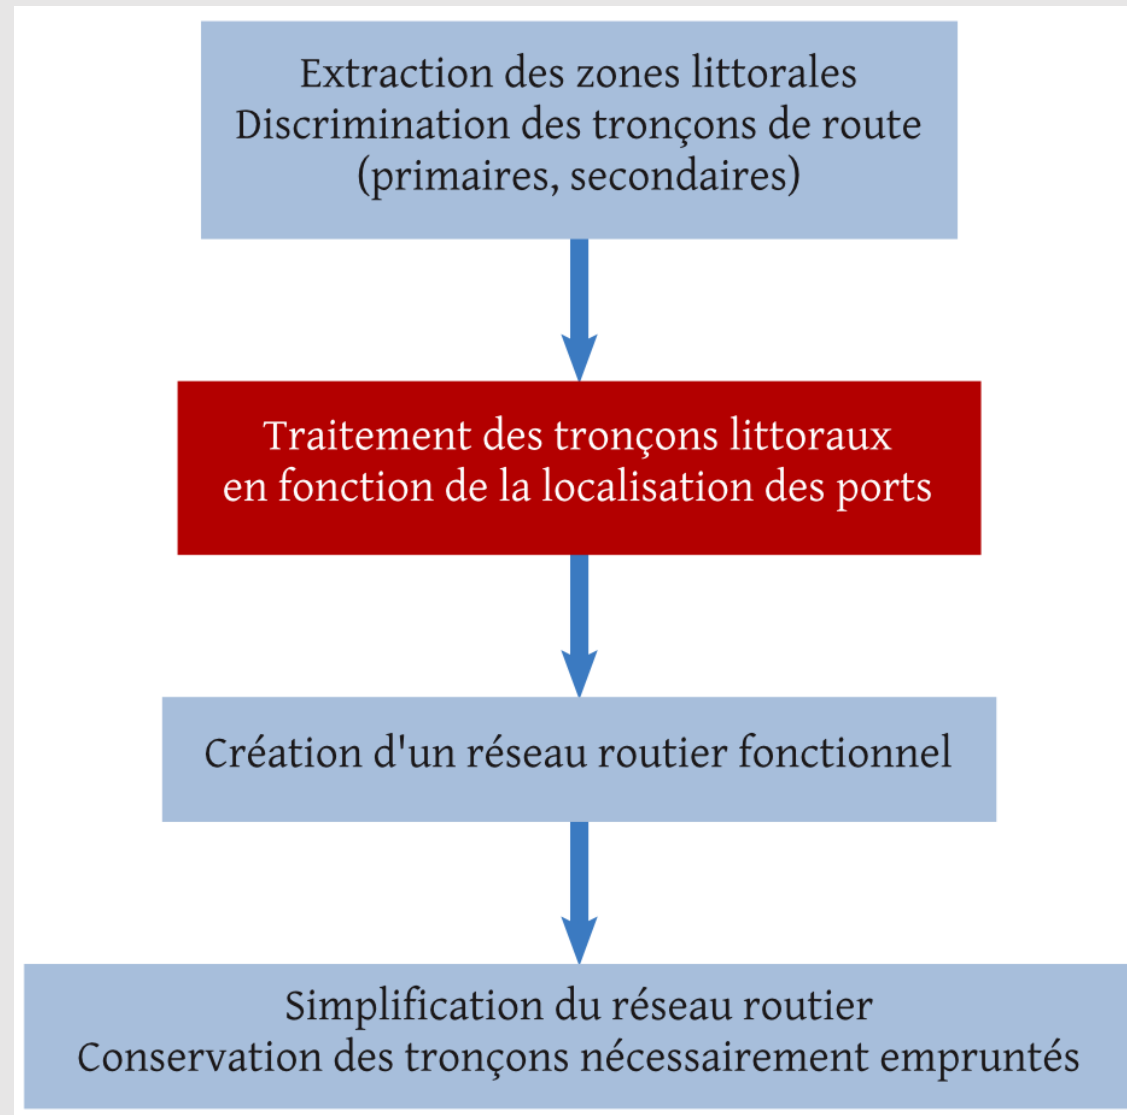 Extraction des zones littorales
Discrimination des tronçons de route
(primaires, secondaires)
Traitement des tronçons littoraux
en fonction de la localisation des ports
Création d'un réseau routier fonctionnel
Simplification du réseau routier
Conservation des tronçons nécessairement empruntés